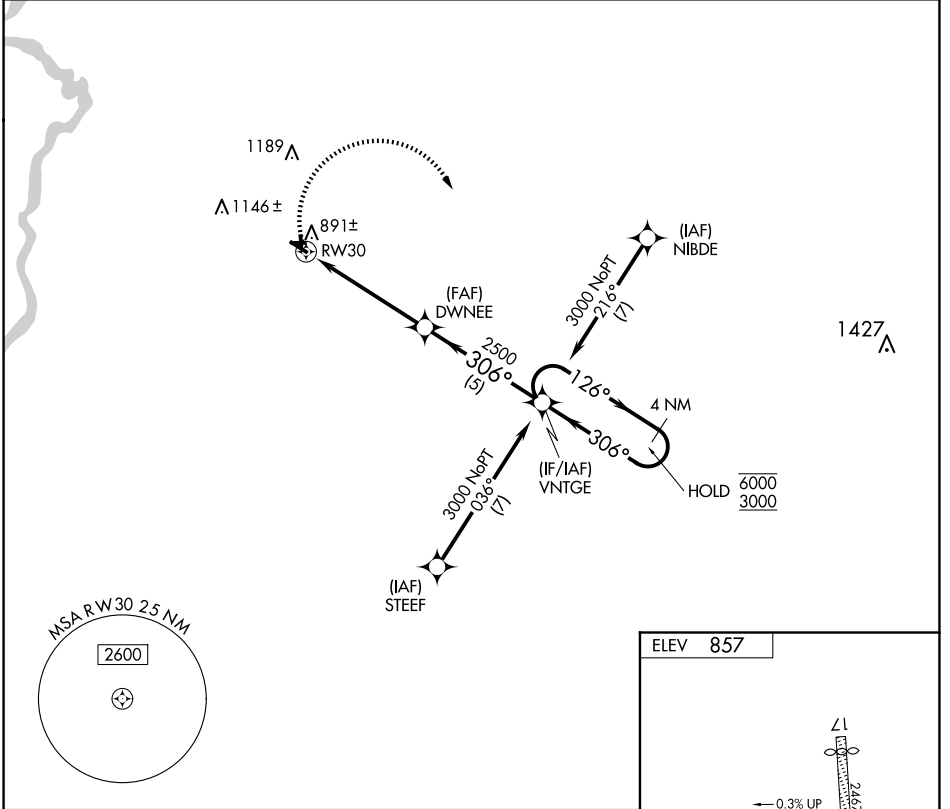 1189
1146 ±
891±
RW30
(IAF)
NIBDE
3000 NoPT
216°
(7)
(FAF)
DWNEE
1427
2500
306°
(5)
126°
4 NM
306°
(IF/IAF)
VNTGE
HOLD 6000
3000
3000 NoPT
036°
(7)
(IAF)
STEEF
MSA RW30 25 NM
2600
ELEV 857
17
0.3% UP